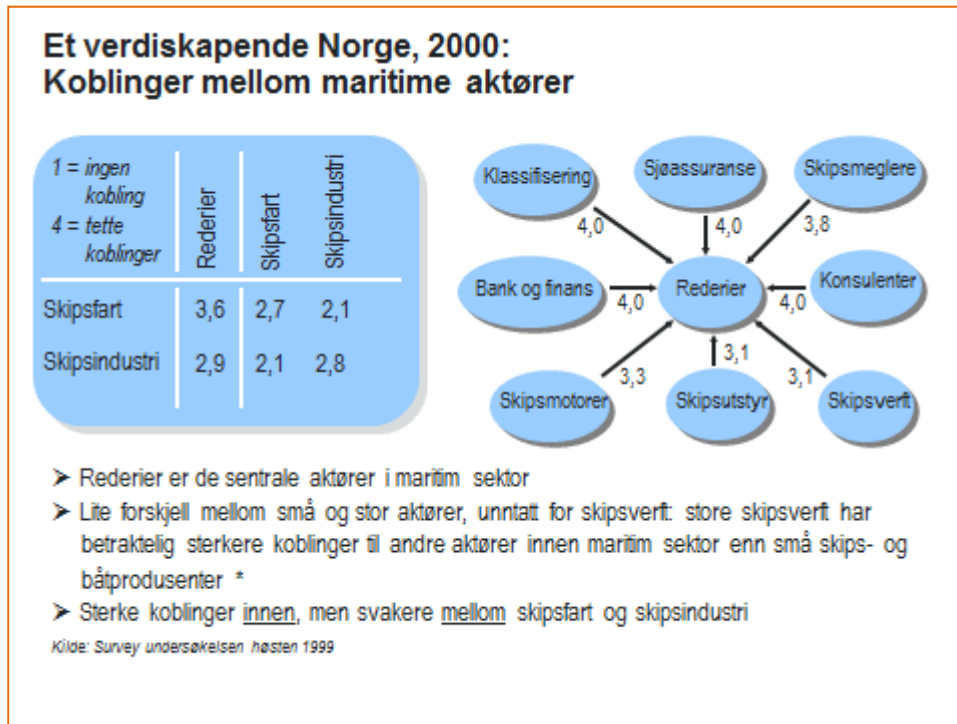 Et verdiskapende Norge, 2000:
Koblinger mellom maritime aktører
1 = ingen
kobling
4 = tette
koblinger
Rederier
Skipsfart
Skipsindustri
Skipsfart 3,6 2,7 2,1
Skipsindustri 2,9 2,1 2,8
Klassifisering
Sjøassuranse
Skipsmeglere
4,0
4,0
3,8
Bank og finans
Rederier
Konsulenter
4,0
4,0
3,3
3,1
3,1
Skipsmotorer
Skipsutstyr
Skipsverft
➤ Rederier er de sentrale aktører i maritim sektor
➤ Lite forskjell mellom små og stor aktører, unntatt for skipsverft: store skipsverft har
betraktelig sterkere koblinger til andre aktører innen maritim sektor enn små skips- og
båtprodusenter *
➤ Sterke koblinger innen, men svakere mellom skipsfart og skipsindustri
Kilde: Survey undersøkelsen høsten 1999